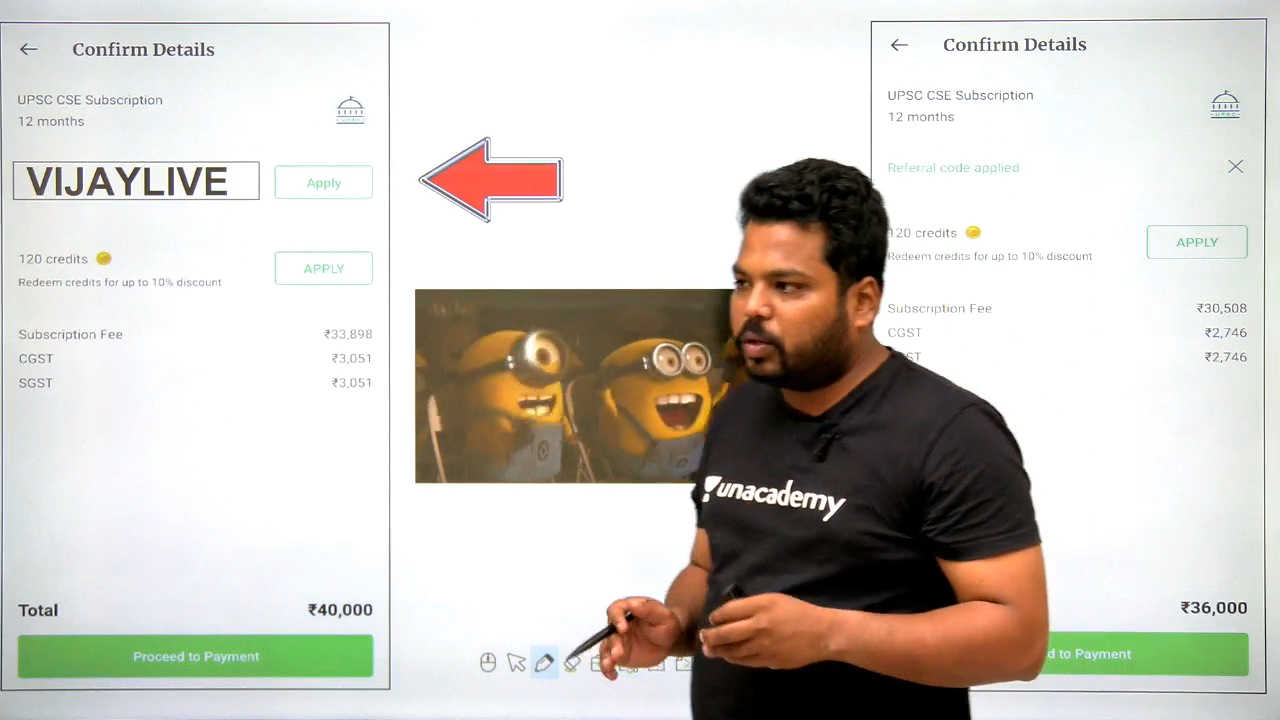 Confirm Details
UPSC CSE Subscription
12 months
VIJAYLIVE
Apply
120 credits
APPLY
Redeem credits for up to 10% discount
Subscription Fee ₹33,898
CGST ₹3,051
SGST ₹3,051
Total ₹40,000
Proceed to Payment
unacademy
Confirm Details
UPSC CSE Subscription
12 months
UPSC
Referral code applied
120 credits
APPLY
Redeem credits for up to 10% discount
Subscription Fee ₹30,508
CGST ₹2,746
ST ₹2,746
₹36,000
d to Payment